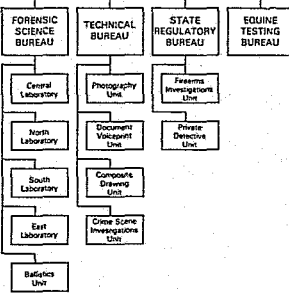 FORENSIC
SCIENCE
BUREAU
Central
Laboratory
North
Laboratory
South
Laboratory
East
Laboratory
Ballistics
Unit
TECHNICAL
BUREAU
Photography
Unit
Document
Voiceprint
Unit
Composite
Drawing
Unit
Crime Scene
Investigations
Unit
STATE
REGULATORY
BUREAU
Firearms
Investigations
Unit
Private
Detective
Unit
EQUINE
TESTING
BUREAU